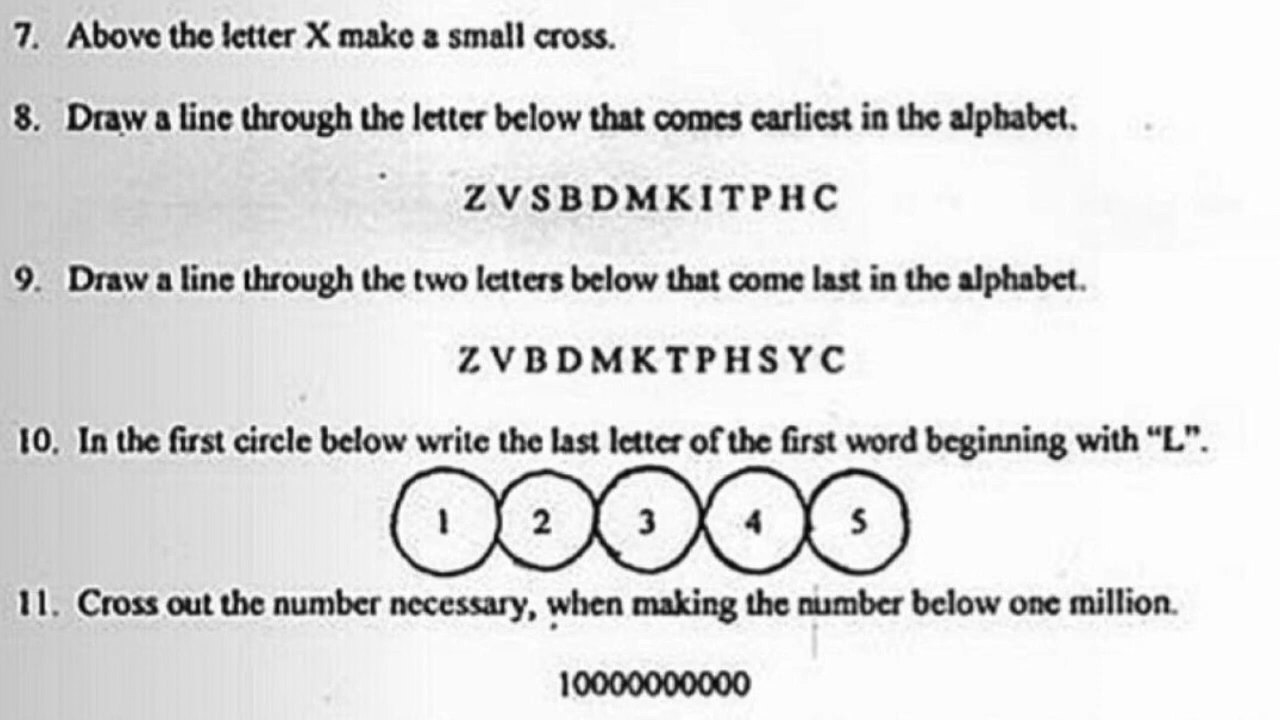 7. Above the letter X make a small cross.
8. Draw a line through the letter below that comes earliest in the alphabet.
Z V S B D M K I T P H C
9. Draw a line through the two letters below that come last in the alphabet.
Z V B D M K T P H S Y C
10. In the first circle below write the last letter of the first word beginning with “L”.
1 2 3 4 5
11. Cross out the number necessary, when making the number below one million.
10000000000